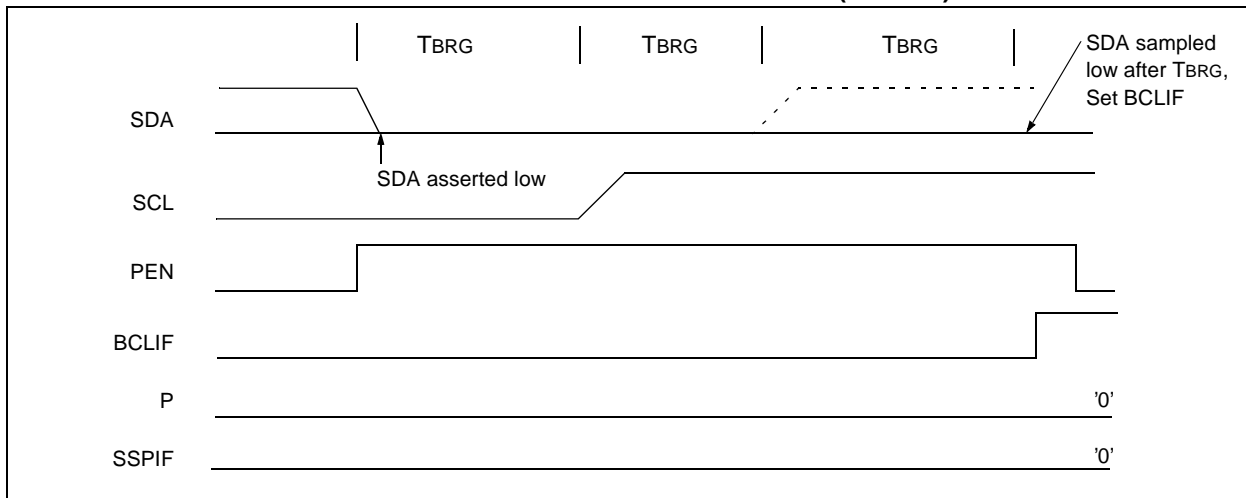 TBRG TBRG TBRG
SDA sampled
low after TBRG,
Set BCLIF
SDA
SDA asserted low
SCL
PEN
BCLIF
P '0'
SSPIF '0'